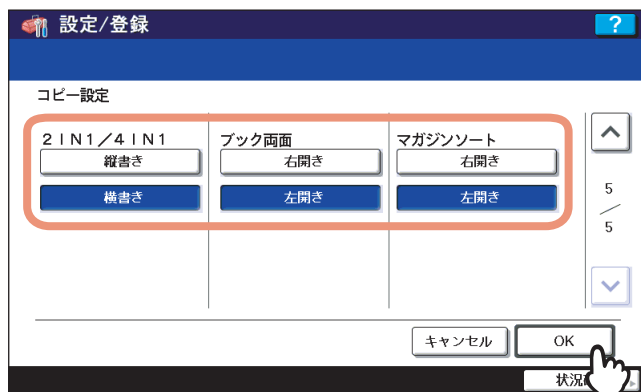 設定/登録
?
コピー設定
2IN1/4IN1 ブック両面 マガジンソート
縦書き 右開き 右開き
横書き 左開き 左開き
5
/
5
キャンセル OK
状況